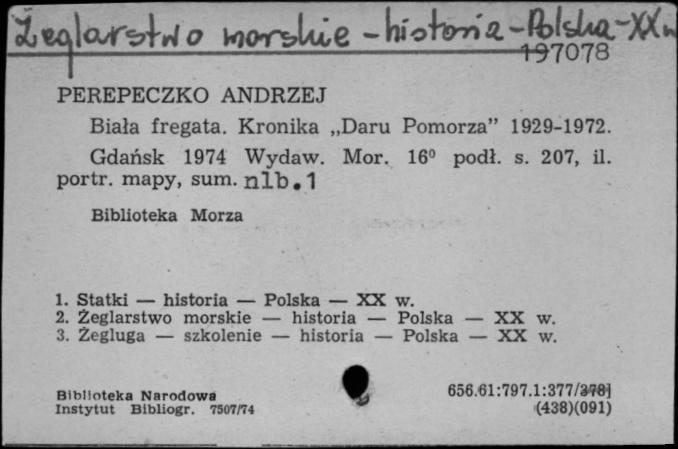 Żeglarstwo morskie - historia - Polska - XX w
197078
PEREPECZKO ANDRZEJ
Biała fregata. Kronika „Daru Pomorza” 1929-1972.
Gdańsk 1974 Wydaw. Mor. 16⁰ podł. s. 207, il.
portr. mapy, sum. nlb.1
Biblioteka Morza
1. Statki — historia — Polska — XX w.
2. Żeglarstwo morskie — historia — Polska — XX w.
3. Żegluga — szkolenie — historia — Polska — XX w.
Biblioteka Narodowa
Instytut Bibliogr. 7507/74
656.61:797.1:377/378]
(438)(091)